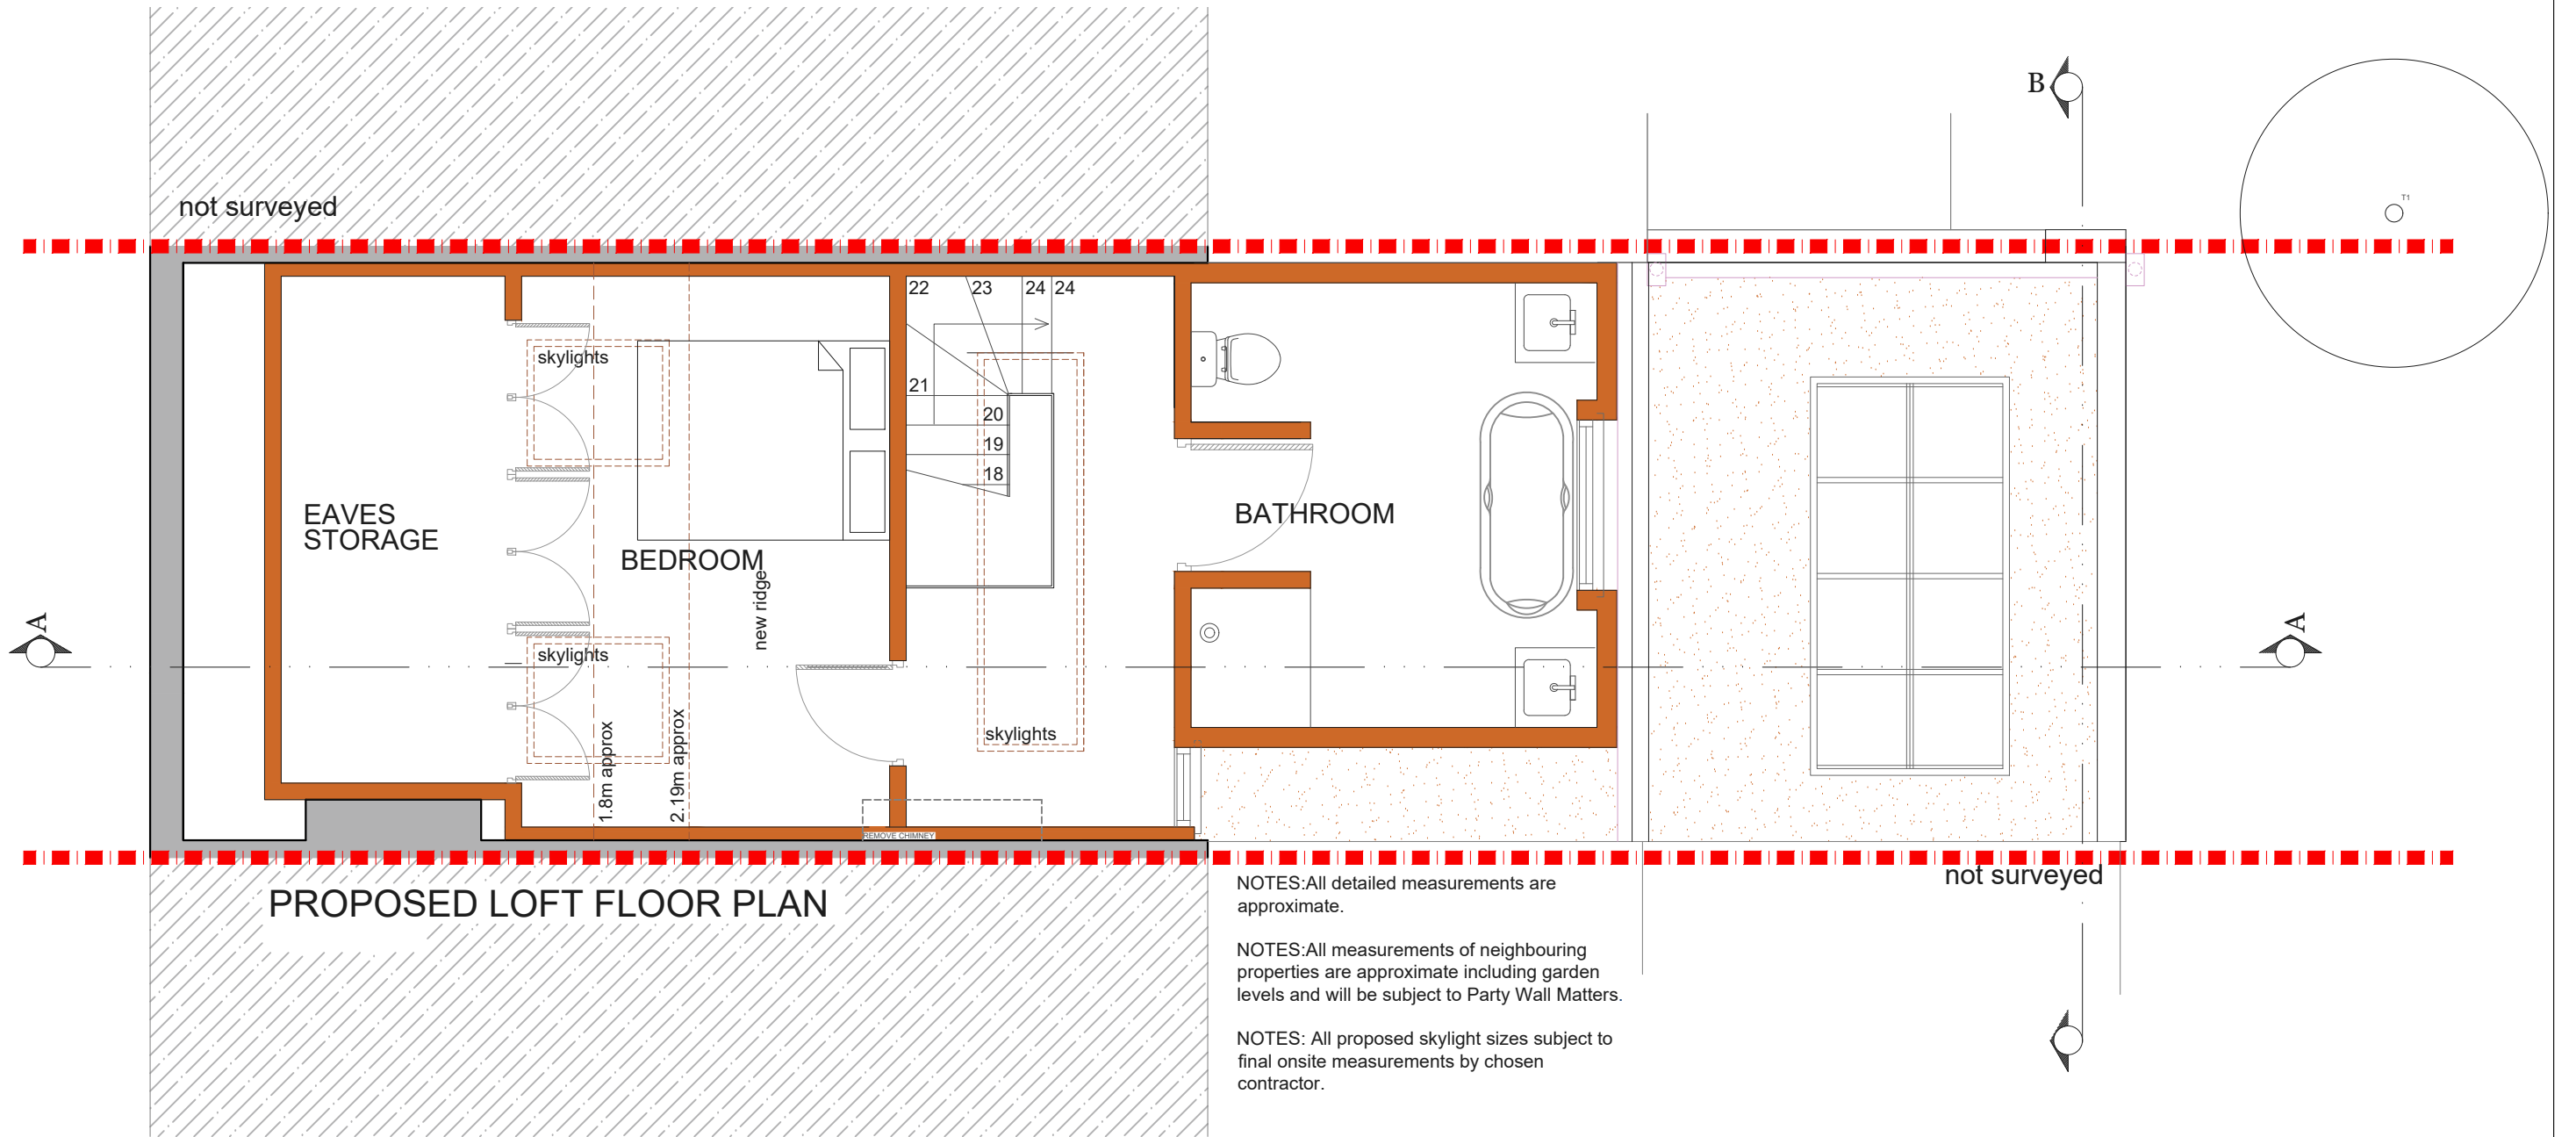 B
T1
not surveyed
22
23
24
24
skylights
21
20
19
18
EAVES
STORAGE
BATHROOM
BEDROOM
new ridge
A
A
skylights
1.8m approx
2.19m approx
skylights
REMOVE CHIMNEY
not surveyed
PROPOSED LOFT FLOOR PLAN
NOTES:All detailed measurements are
approximate.
NOTES:All measurements of neighbouring
properties are approximate including garden
levels and will be subject to Party Wall Matters.
NOTES: All proposed skylight sizes subject to
final onsite measurements by chosen
contractor.